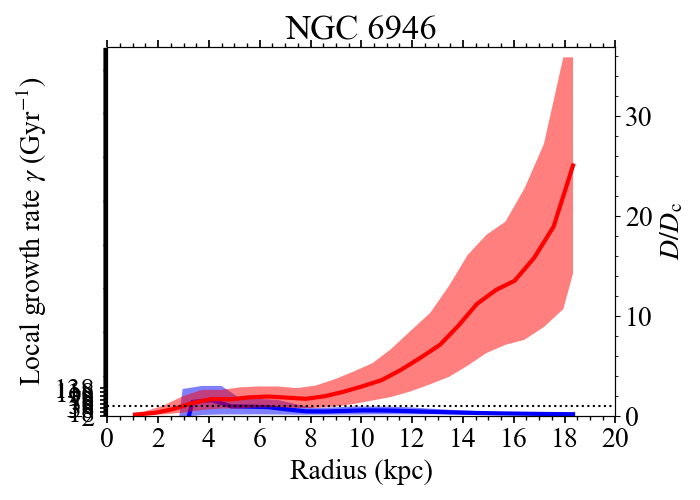 NGC 6946
Local growth rate γ (Gyr⁻¹)
30
20
10
0
D/D_c
0 2 4 6 8 10 12 14 16 18 20
Radius (kpc)